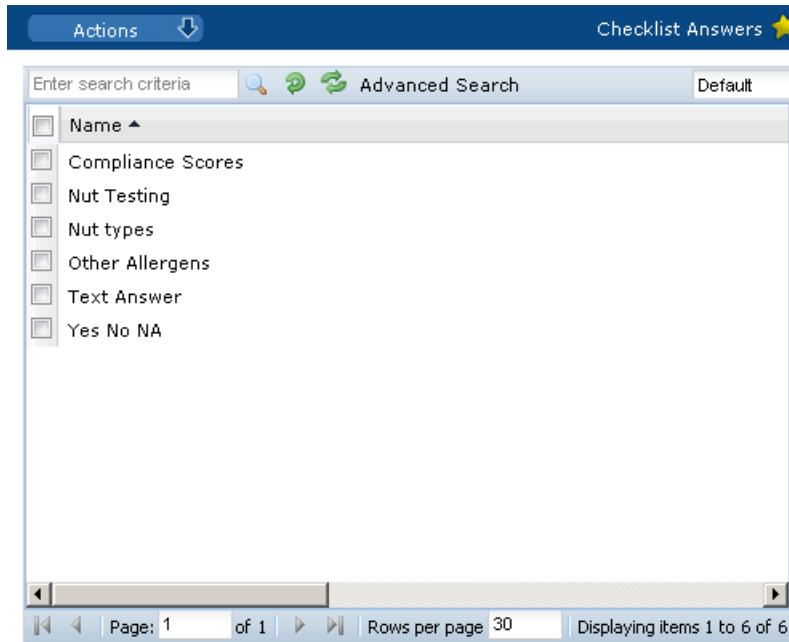 Actions Checklist Answers
Enter search criteria Advanced Search Default
Name
Compliance Scores
Nut Testing
Nut types
Other Allergens
Text Answer
Yes No NA
Page: 1 of 1 Rows per page 30 Displaying items 1 to 6 of 6